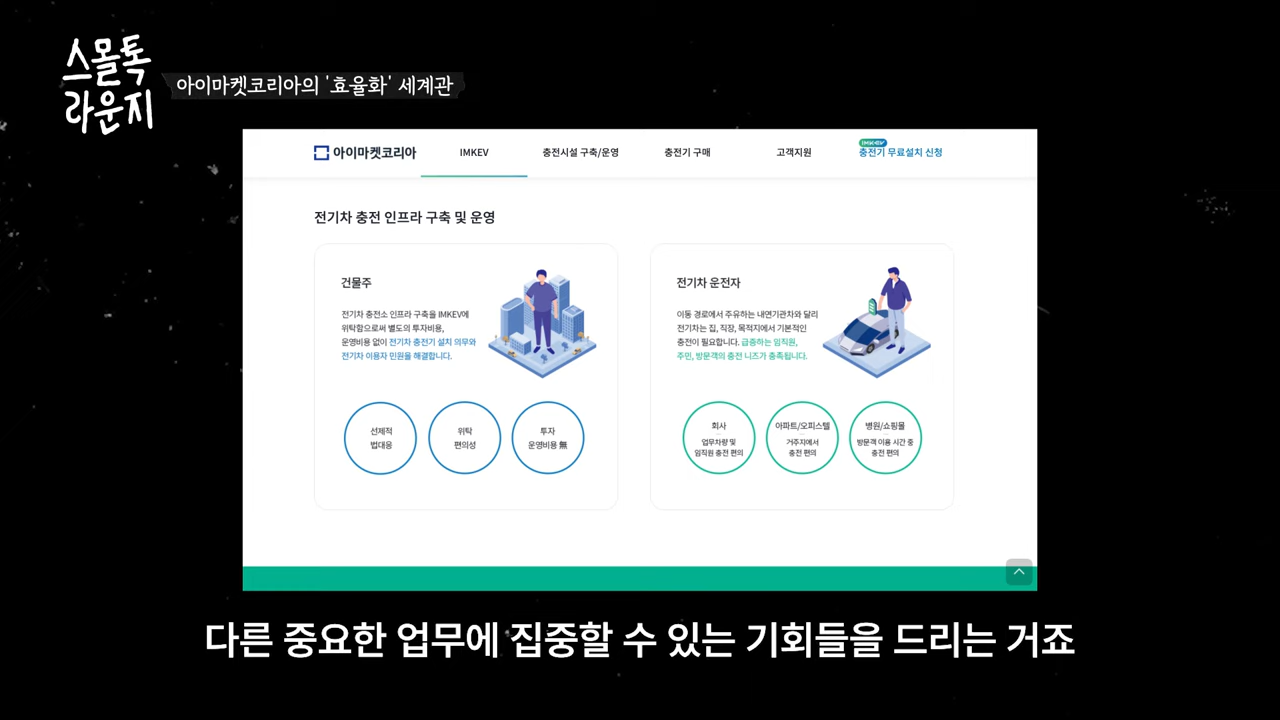 스몰톡
라운지
아이마켓코리아의 '효율화' 세계관
아이마켓코리아
IMKEV
충전시설 구축/운영
충전기 구매
고객지원
IMKEV
충전기 무료설치 신청
전기차 충전 인프라 구축 및 운영
건물주
전기차 충전소 인프라 구축을 IMKEV에
위탁함으로써 별도의 투자비용,
운영비용 없이 전기차 충전기 설치 의무와
전기차 이용자 민원을 해결합니다.
선제적
법대응
위탁
편의성
투자
운영비용 無
전기차 운전자
이동 경로에서 주유하는 내연기관차와 달리
전기차는 집, 직장, 목적지에서 기본적인
충전이 필요합니다. 급증하는 임직원,
주민, 방문객의 충전 니즈가 충족됩니다.
회사
업무차량 및
임직원 충전 편의
아파트/오피스텔
거주지에서
충전 편의
병원/쇼핑몰
방문객 이용 시간 중
충전 편의
다른 중요한 업무에 집중할 수 있는 기회들을 드리는 거죠